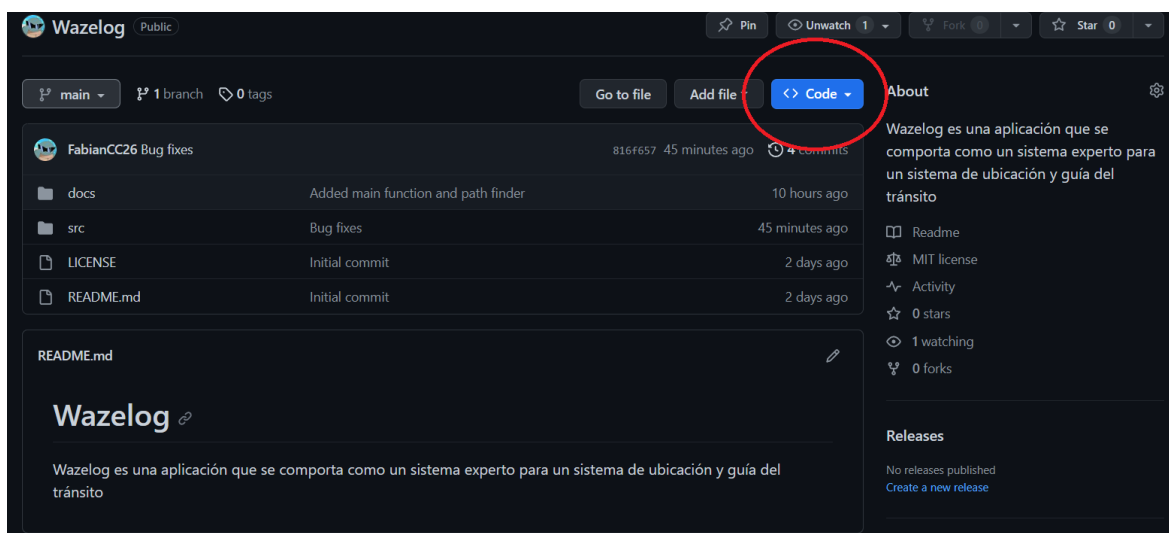 Wazelog Public
Pin Unwatch 1 Fork 0 Star 0
main 1 branch 0 tags Go to file Add file <> Code
FabianCC26 Bug fixes 816f657 45 minutes ago 4 commits
docs Added main function and path finder 10 hours ago
src Bug fixes 45 minutes ago
LICENSE Initial commit 2 days ago
README.md Initial commit 2 days ago
README.md
Wazelog
Wazelog es una aplicación que se comporta como un sistema experto para un sistema de ubicación y guía del
tránsito
About
Wazelog es una aplicación que se
comporta como un sistema experto para
un sistema de ubicación y guía del
tránsito
Readme
MIT license
Activity
0 stars
1 watching
0 forks
Releases
No releases published
Create a new release